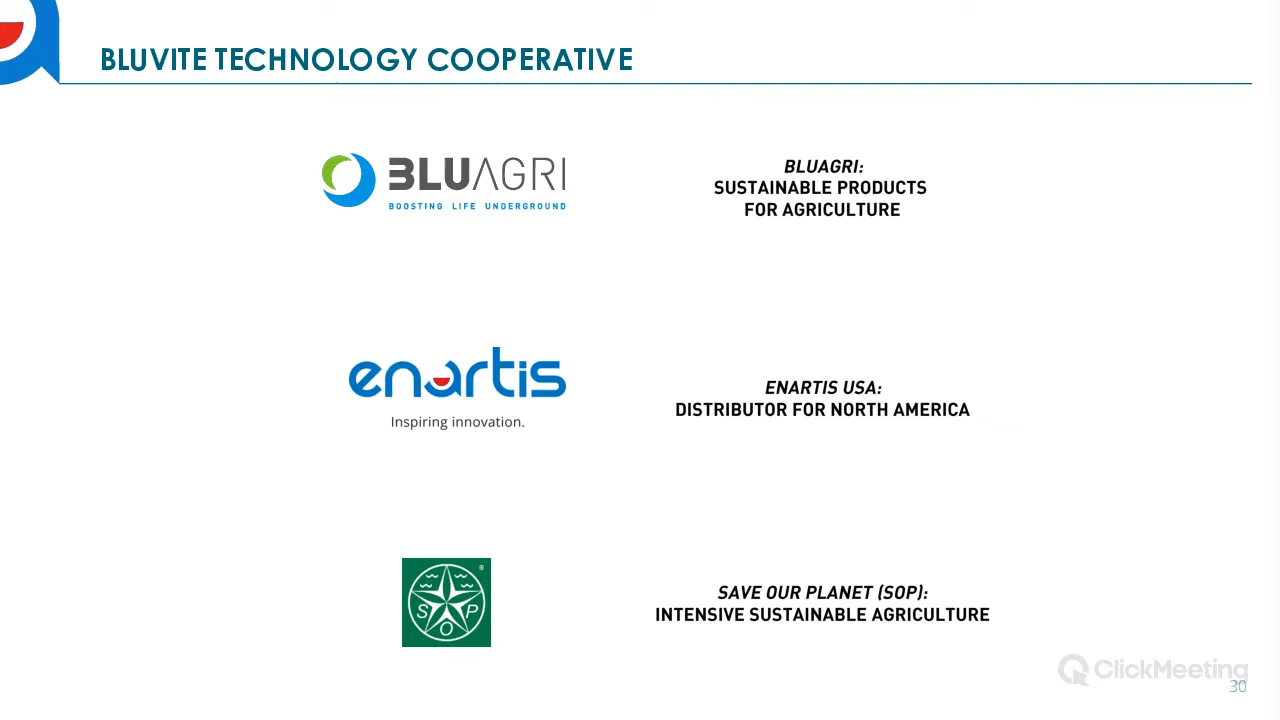 BLUVITE TECHNOLOGY COOPERATIVE
BLUAGRI
BOOSTING LIFE UNDERGROUND
BLUAGRI:
SUSTAINABLE PRODUCTS
FOR AGRICULTURE
enartis
Inspiring innovation.
ENARTIS USA:
DISTRIBUTOR FOR NORTH AMERICA
®
S O P
SAVE OUR PLANET (SOP):
INTENSIVE SUSTAINABLE AGRICULTURE
ClickMeeting
30